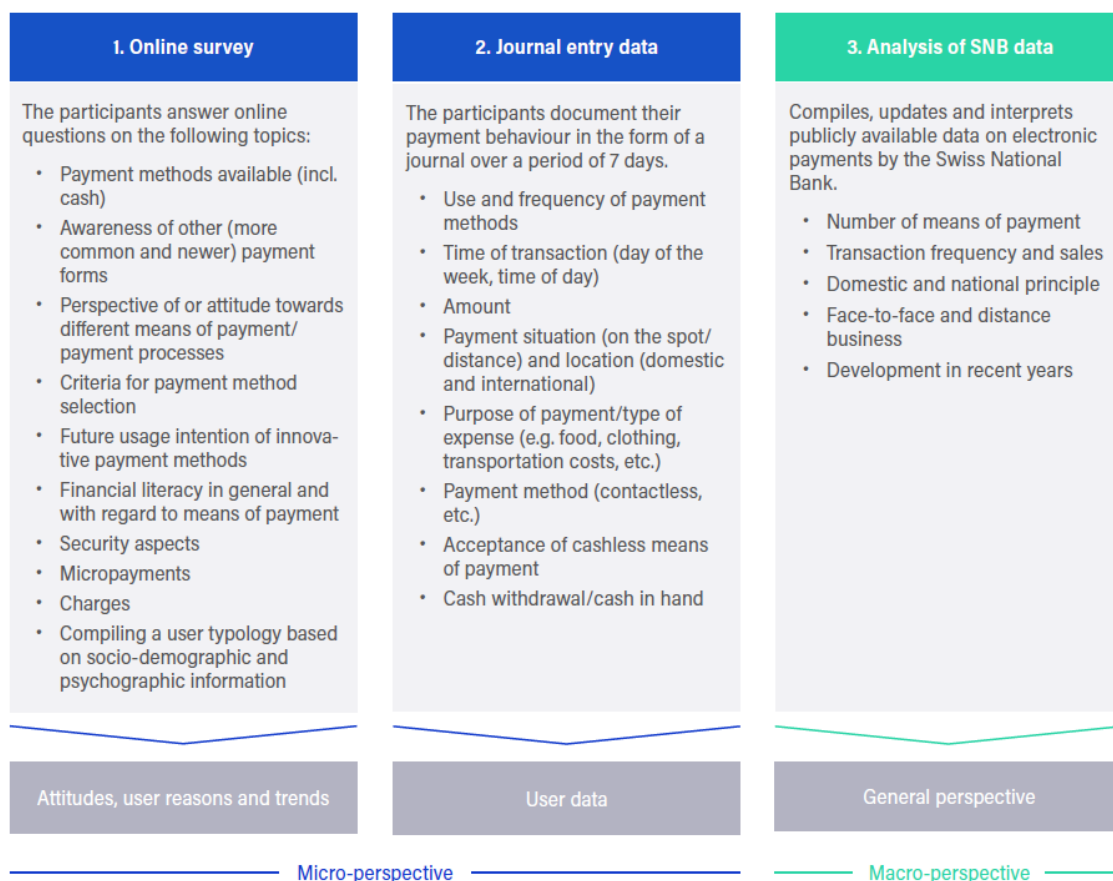 1. Online survey
The participants answer online
questions on the following topics:
• Payment methods available (incl.
cash)
• Awareness of other (more
common and newer) payment
forms
• Perspective of or attitude towards
different means of payment/
payment processes
• Criteria for payment method
selection
• Future usage intention of innova-
tive payment methods
• Financial literacy in general and
with regard to means of payment
• Security aspects
• Micropayments
• Charges
• Compiling a user typology based
on socio-demographic and
psychographic information
Attitudes, user reasons and trends
2. Journal entry data
The participants document their
payment behaviour in the form of a
journal over a period of 7 days.
• Use and frequency of payment
methods
• Time of transaction (day of the
week, time of day)
• Amount
• Payment situation (on the spot/
distance) and location (domestic
and international)
• Purpose of payment/type of
expense (e.g. food, clothing,
transportation costs, etc.)
• Payment method (contactless,
etc.)
• Acceptance of cashless means
of payment
• Cash withdrawal/cash in hand
User data
3. Analysis of SNB data
Compiles, updates and interprets
publicly available data on electronic
payments by the Swiss National
Bank.
• Number of means of payment
• Transaction frequency and sales
• Domestic and national principle
• Face-to-face and distance
business
• Development in recent years
General perspective
Micro-perspective
Macro-perspective